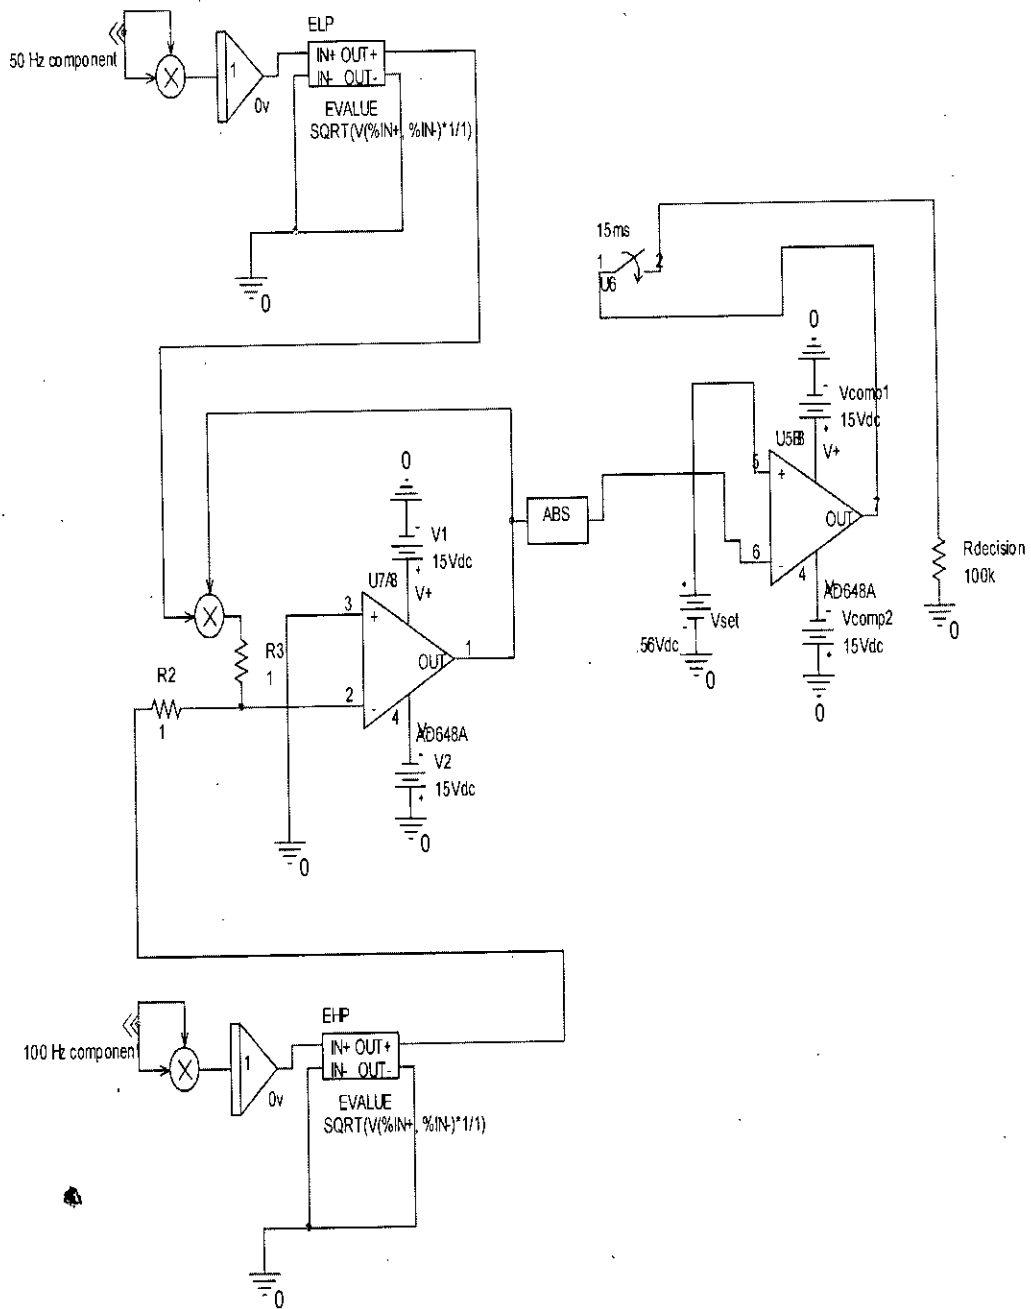 ELP
50 Hz component
1
0v
IN+ OUT+
IN- OUT-
EVALUE
SQRT(V(%IN+, %IN-)*1/1)
0
15ms
1
2
U6
0
Vcomp1
15Vdc
V+
U5B
5
+
OUT
7
6
-
4
AD648A
Vcomp2
15Vdc
0
Rdecision
100k
0
ABS
Vset
.56Vdc
0
0
V1
15Vdc
V+
U7A
3
+
OUT
1
2
-
4
AD648A
V2
15Vdc
0
R3
1
R2
1
0
EHP
100 Hz component
1
0v
IN+ OUT+
IN- OUT-
EVALUE
SQRT(V(%IN+, %IN-)*1/1)
0